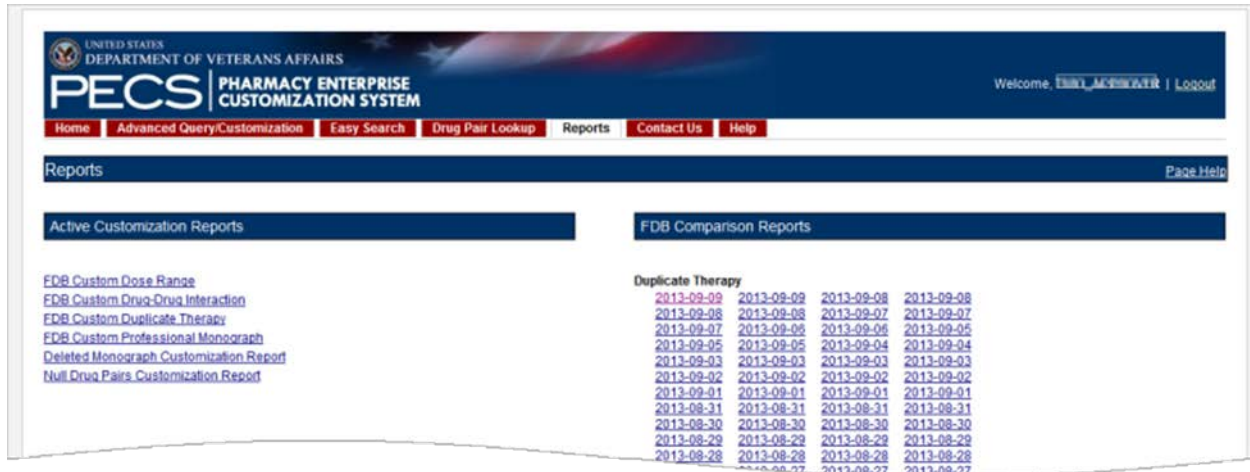 UNITED STATES
DEPARTMENT OF VETERANS AFFAIRS
PECS PHARMACY ENTERPRISE
CUSTOMIZATION SYSTEM
Welcome, | Logout
Home Advanced Query/Customization Easy Search Drug Pair Lookup Reports Contact Us Help
Reports Page Help
Active Customization Reports
FDB Custom Dose Range
FDB Custom Drug-Drug Interaction
FDB Custom Duplicate Therapy
FDB Custom Professional Monograph
Deleted Monograph Customization Report
Null Drug Pairs Customization Report
FDB Comparison Reports
Duplicate Therapy
2013-09-09 2013-09-09 2013-09-08 2013-09-08
2013-09-08 2013-09-08 2013-09-07 2013-09-07
2013-09-07 2013-09-06 2013-09-06 2013-09-05
2013-09-05 2013-09-05 2013-09-04 2013-09-04
2013-09-03 2013-09-03 2013-09-03 2013-09-03
2013-09-02 2013-09-02 2013-09-02 2013-09-02
2013-09-01 2013-09-01 2013-09-01 2013-09-01
2013-08-31 2013-08-31 2013-08-31 2013-08-31
2013-08-30 2013-08-30 2013-08-30 2013-08-30
2013-08-29 2013-08-29 2013-08-29 2013-08-29
2013-08-28 2013-08-28 2013-08-28 2013-08-28
2013-08-27 2013-08-27